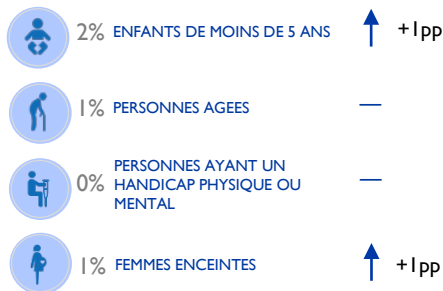 2% ENFANTS DE MOINS DE 5 ANS +1pp
1% PERSONNES AGEES —
PERSONNES AYANT UN
0% HANDICAP PHYSIQUE OU —
MENTAL
1% FEMMES ENCEINTES +1pp